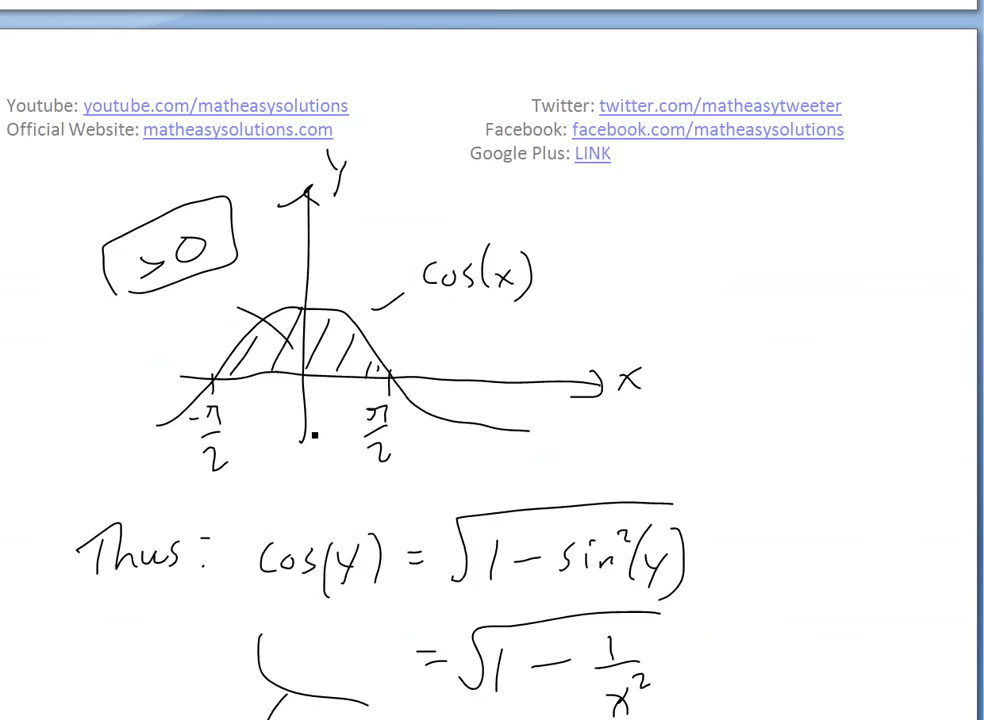 Youtube: youtube.com/matheasysolutions
Twitter: twitter.com/matheasytweeter
Official Website: matheasysolutions.com
Facebook: facebook.com/matheasysolutions
Google Plus: LINK
y
>0
cos(x)
x
-π/2
π/2
Thus: cos(y) = √1 - sin²(y)
= √1 - 1/x²